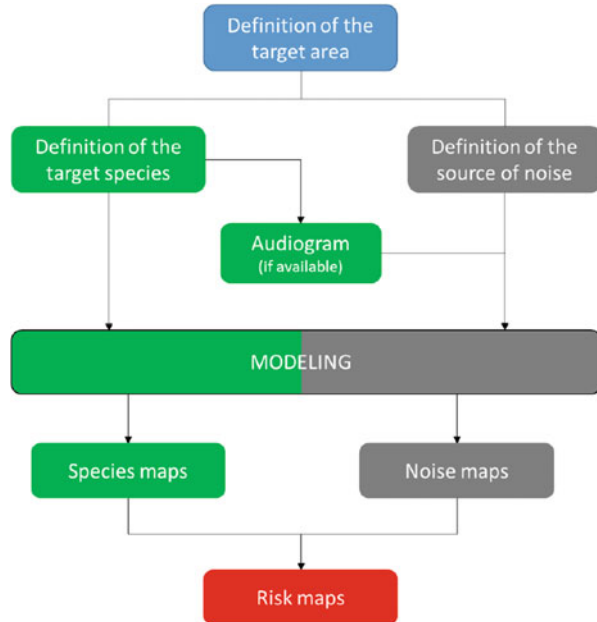 Definition of the
target area
Definition of the
target species
Definition of the
source of noise
Audiogram
(if available)
MODELING
Species maps
Noise maps
Risk maps